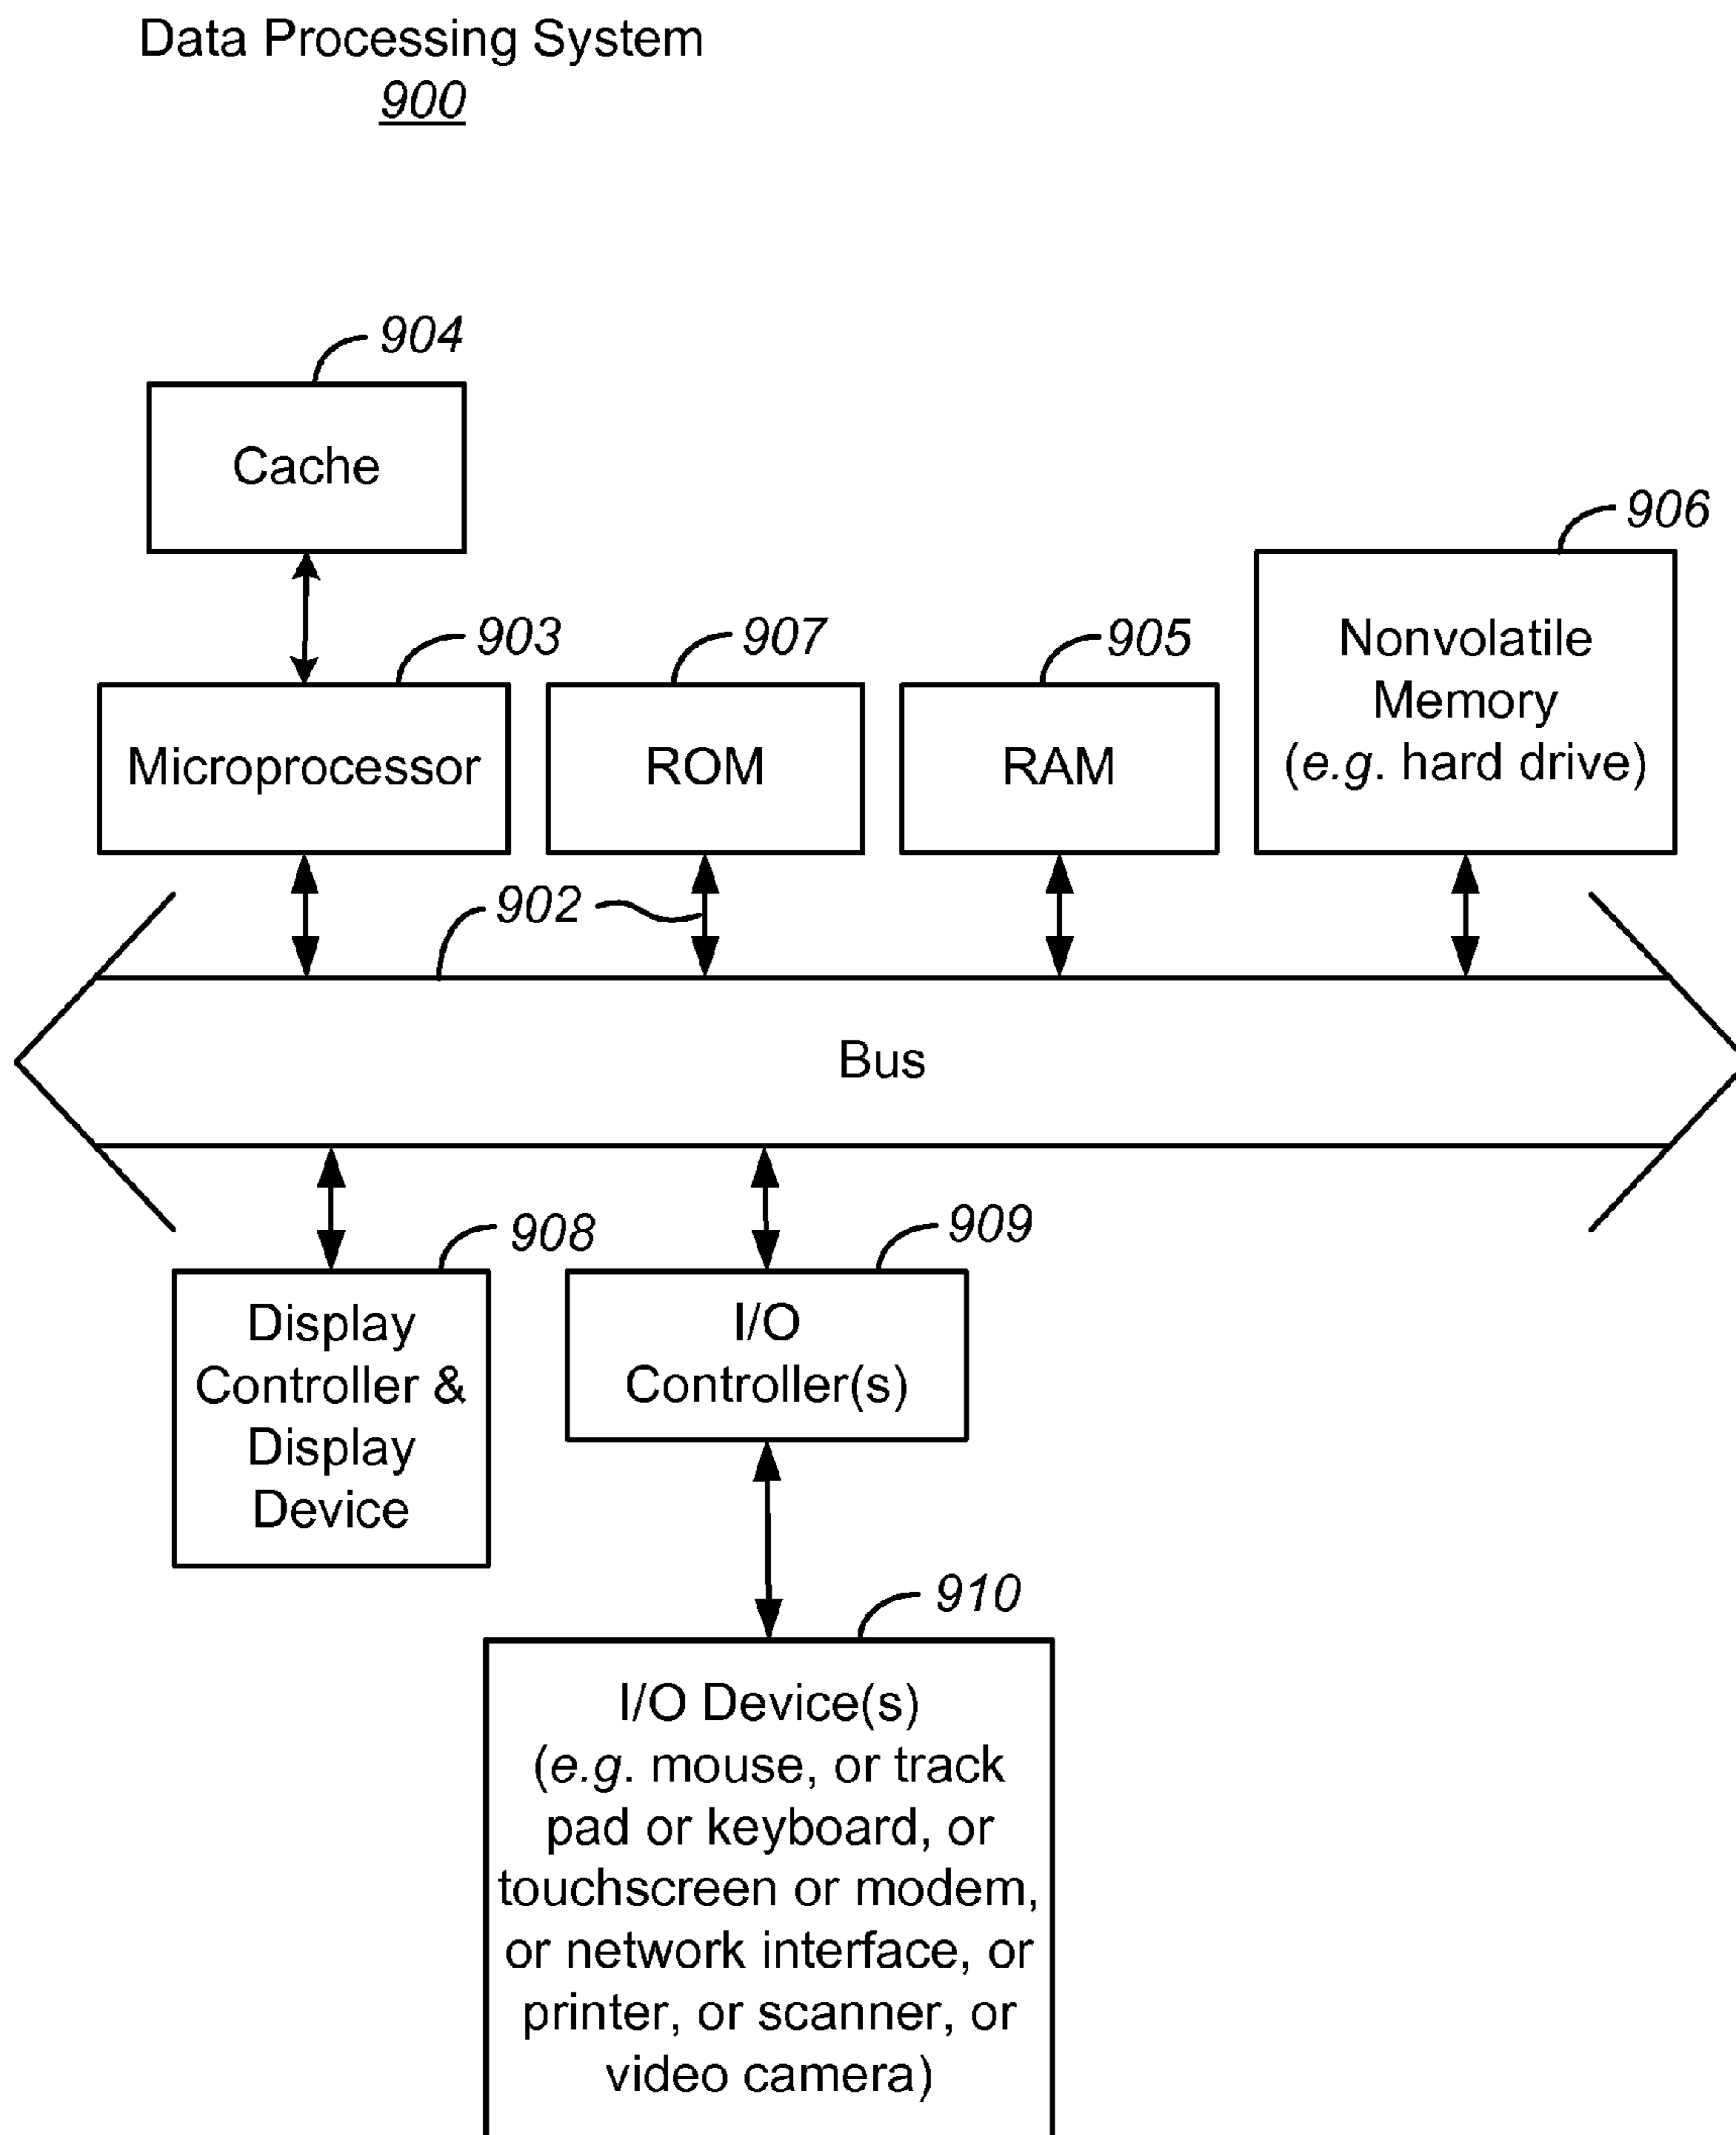 Data Processing System
900
904
Cache
906
903
907
905
Nonvolatile
Memory
(e.g. hard drive)
Microprocessor
ROM
RAM
902
Bus
908
909
Display
Controller &
Display
Device
I/O
Controller(s)
910
I/O Device(s)
(e.g. mouse, or track
pad or keyboard, or
touchscreen or modem,
or network interface, or
printer, or scanner, or
video camera)